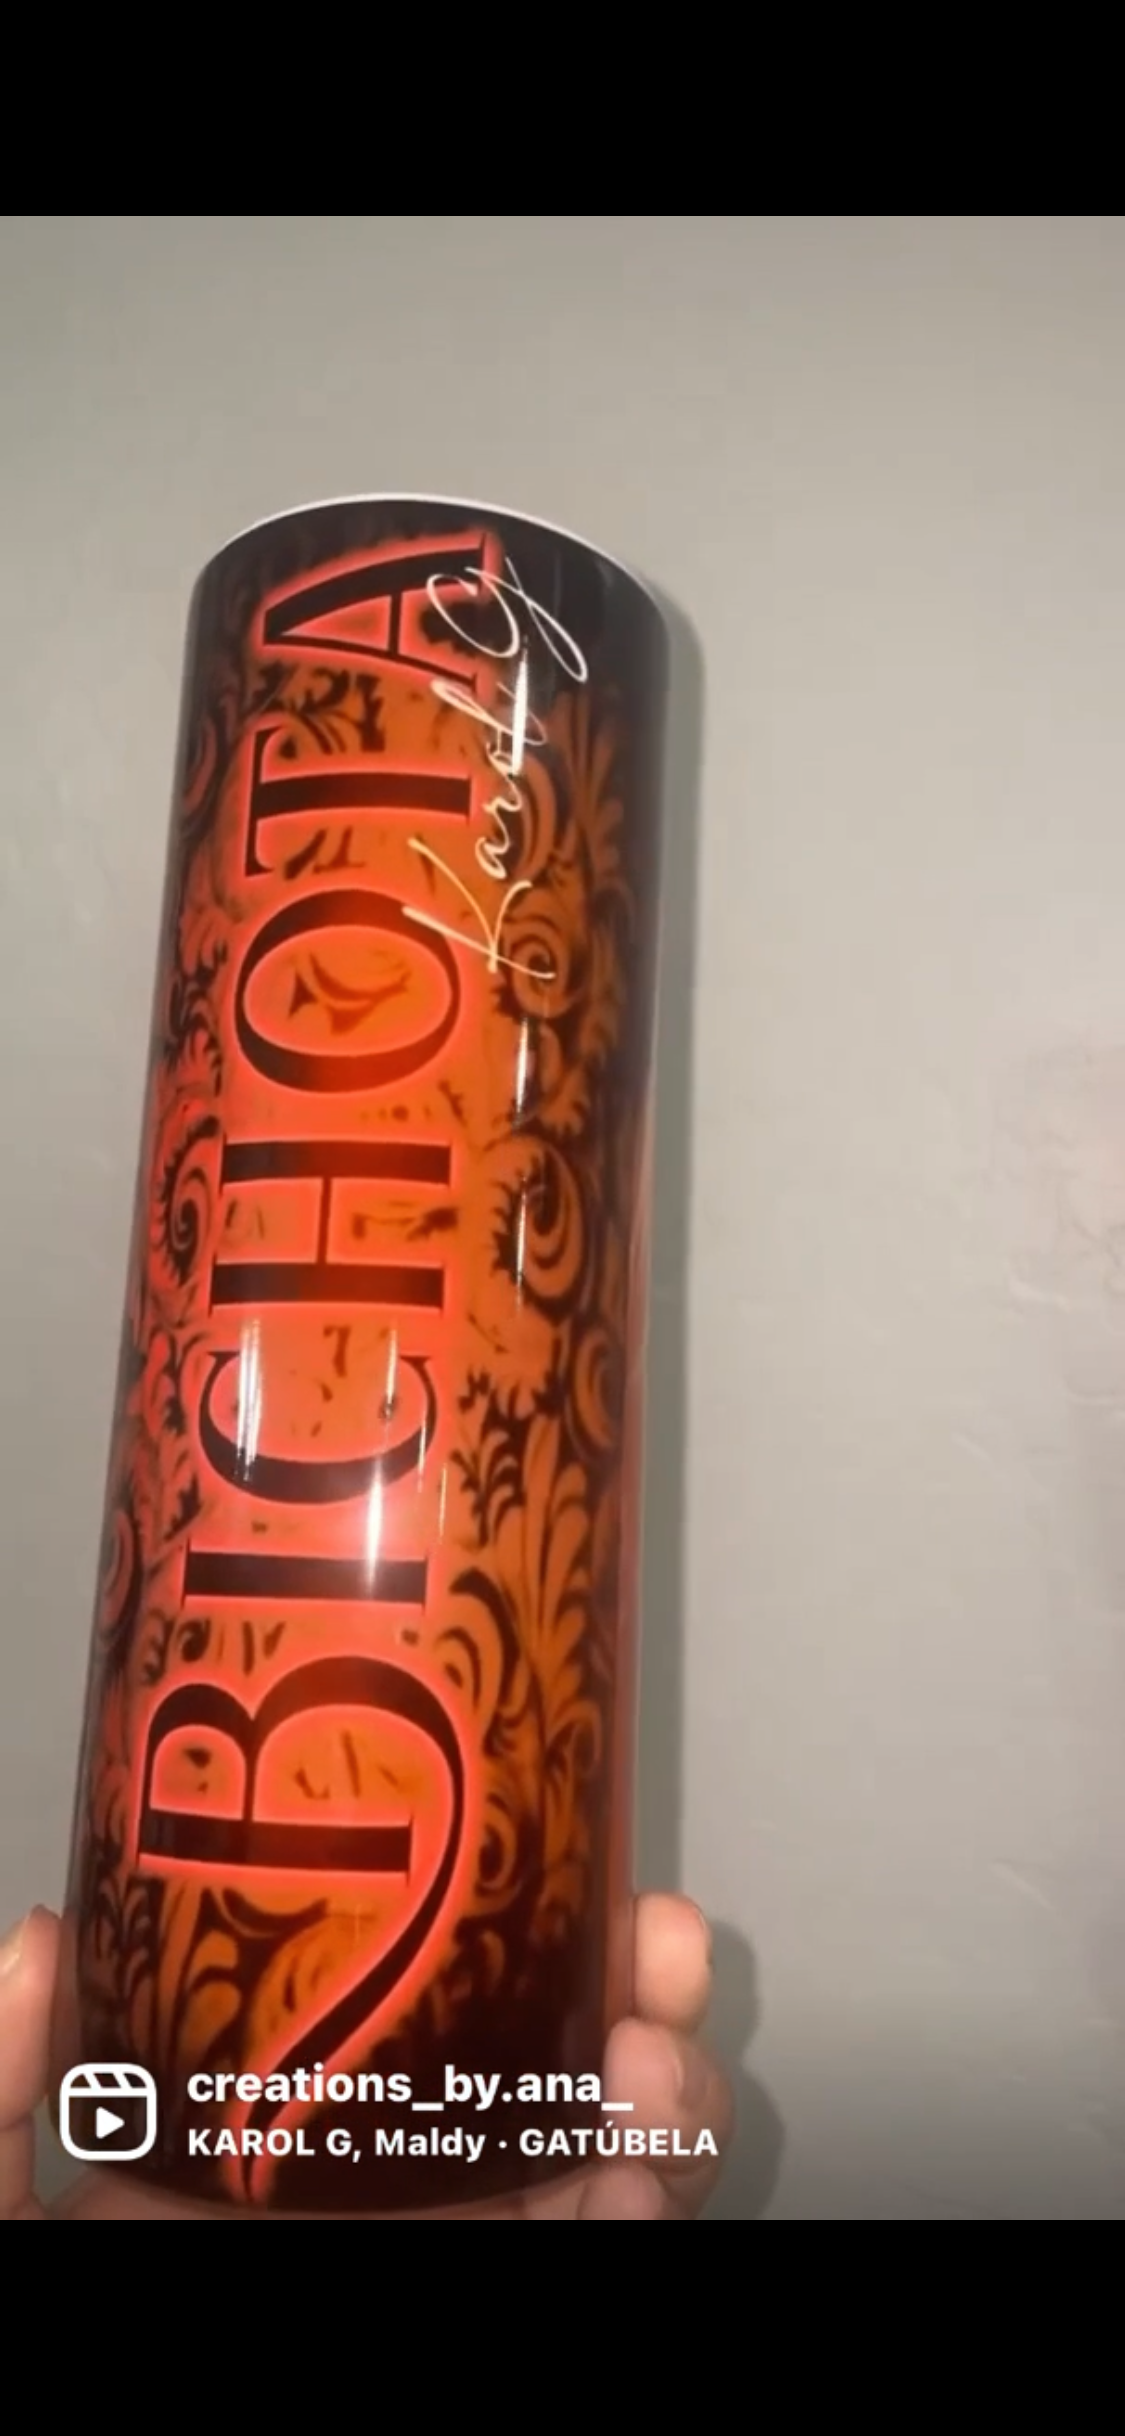 BICHOTA
Karol G
creations_by.ana_
KAROL G, Maldy · GATÚBELA